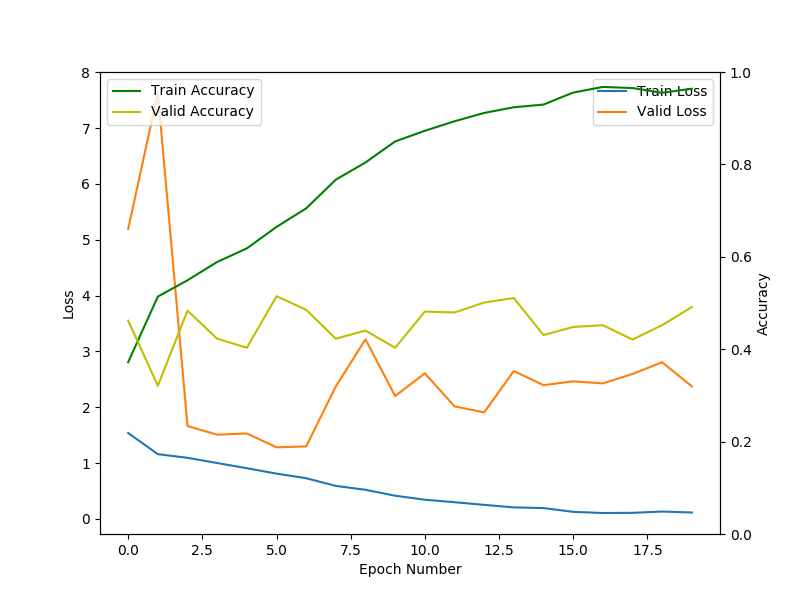 Train Accuracy
Valid Accuracy
Train Loss
Valid Loss
8
7
6
5
4
3
2
1
0
Loss
1.0
0.8
0.6
0.4
0.2
0.0
Accuracy
0.0 2.5 5.0 7.5 10.0 12.5 15.0 17.5
Epoch Number